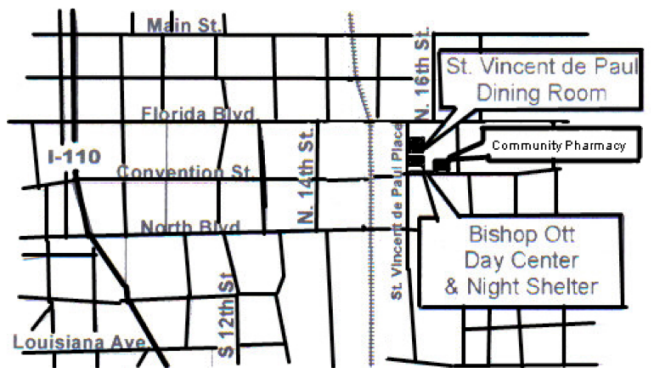 Main St.
N. 16th St.
St. Vincent de Paul
Dining Room
Florida Blvd
Community Pharmacy
I-110
Convention St.
N. 14th St.
St. Vincent de Paul Place
North Blvd
Bishop Ott
Day Center
& Night Shelter
S 12th St
Louisiana Ave